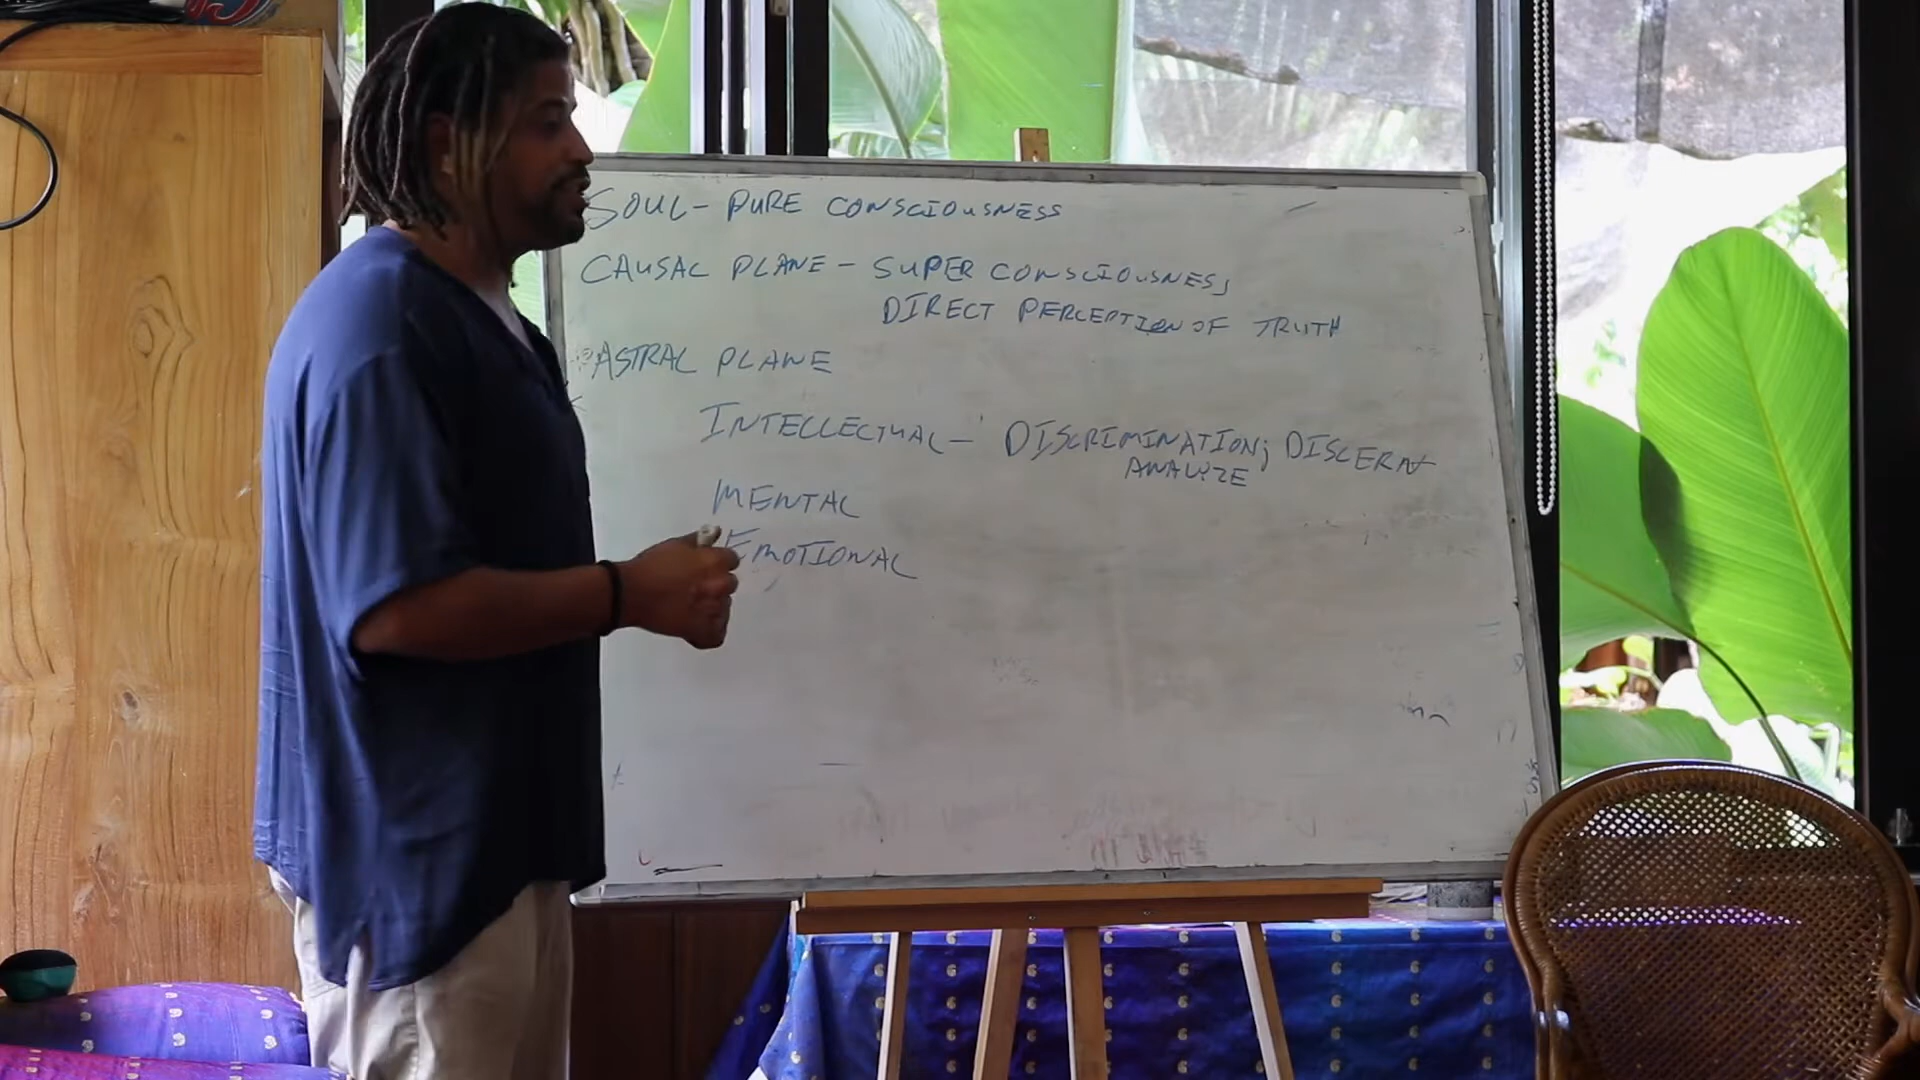 SOUL - PURE CONSCIOUSNESS
CAUSAL PLANE - SUPER CONSCIOUSNESS,
DIRECT PERCEPTION OF TRUTH
ASTRAL PLANE
INTELLECTUAL - DISCRIMINATION; DISCERN
ANALYZE
MENTAL
EMOTIONAL